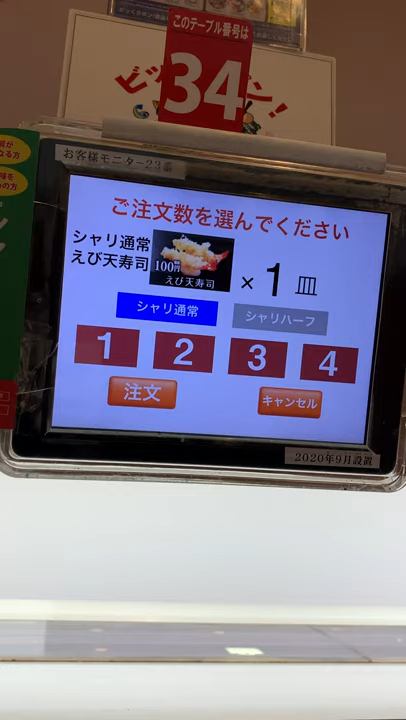 このテーブル番号は
34
お客様モニター23番
ご注文数を選んでください
シャリ通常
えび天寿司
100円
えび天寿司
×1皿
シャリ通常
シャリハーフ
1 2 3 4
注文
キャンセル
2020年9月設置